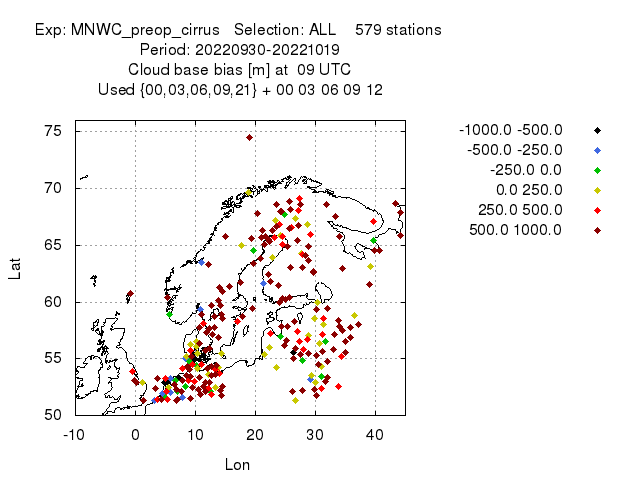 Exp: MNWC_preop_cirrus   Selection: ALL    579 stations
Period: 20220930-20221019
Cloud base bias [m] at  09 UTC
Used {00,03,06,09,21} + 00 03 06 09 12
-1000.0 -500.0
-500.0 -250.0
-250.0 0.0
0.0 250.0
250.0 500.0
500.0 1000.0
75
70
65
60
55
50
Lat
-10 0 10 20 30 40
Lon